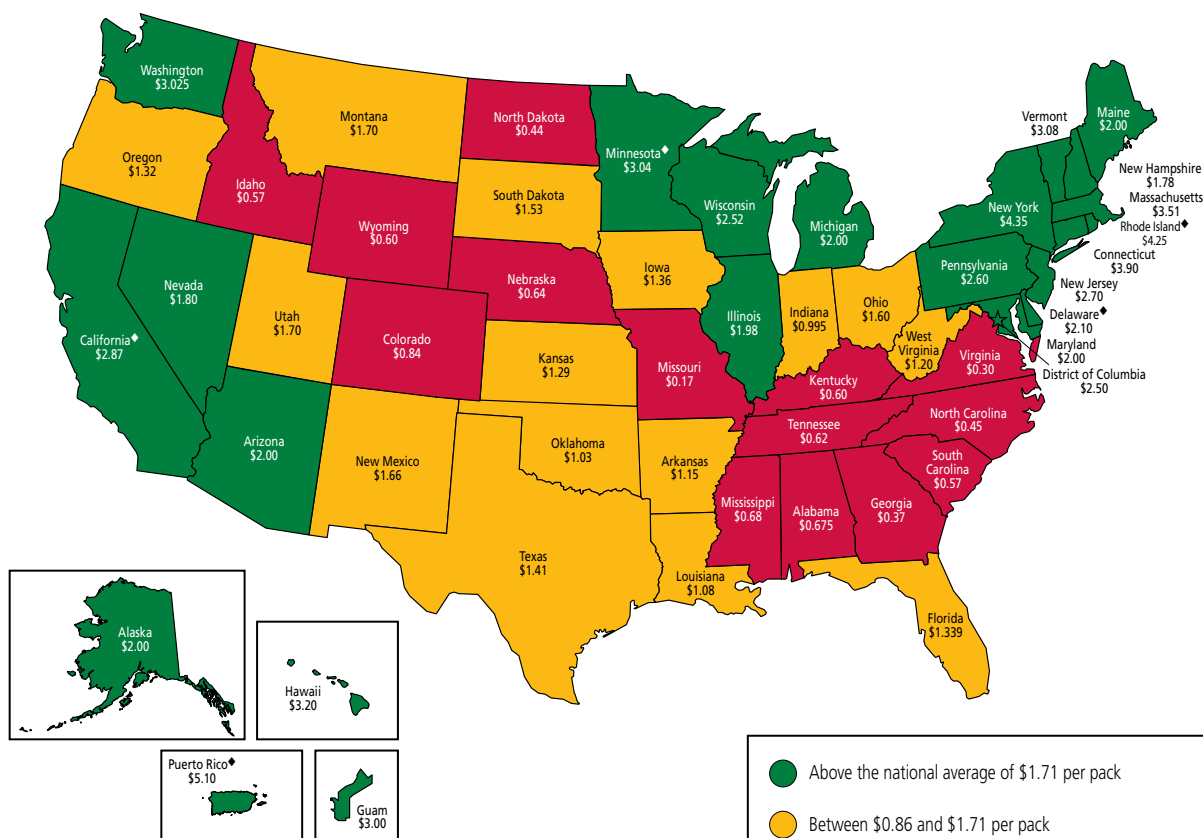 Washington
$3.025
Montana
$1.70
North Dakota
$0.44
Minnesota♦
$3.04
Vermont
$3.08
Maine
$2.00
Oregon
$1.32
Idaho
$0.57
Wyoming
$0.60
South Dakota
$1.53
Wisconsin
$2.52
Michigan
$2.00
New York
$4.35
New Hampshire
$1.78
Massachusetts
$3.51
Rhode Island♦
$4.25
Connecticut
$3.90
Nevada
$1.80
Utah
$1.70
Nebraska
$0.64
Iowa
$1.36
Pennsylvania
$2.60
New Jersey
$2.70
California♦
$2.87
Colorado
$0.84
Kansas
$1.29
Missouri
$0.17
Illinois
$1.98
Indiana
$0.995
Ohio
$1.60
West
Virginia
$1.20
Virginia
$0.30
Delaware♦
$2.10
Maryland
$2.00
District of Columbia
$2.50
Kentucky
$0.60
Arizona
$2.00
New Mexico
$1.66
Oklahoma
$1.03
Arkansas
$1.15
Tennessee
$0.62
North Carolina
$0.45
South
Carolina
$0.57
Mississippi
$0.68
Alabama
$0.675
Georgia
$0.37
Texas
$1.41
Louisiana
$1.08
Florida
$1.339
Alaska
$2.00
Hawaii
$3.20
Puerto Rico♦
$5.10
Guam
$3.00
Above the national average of $1.71 per pack
Between $0.86 and $1.71 per pack